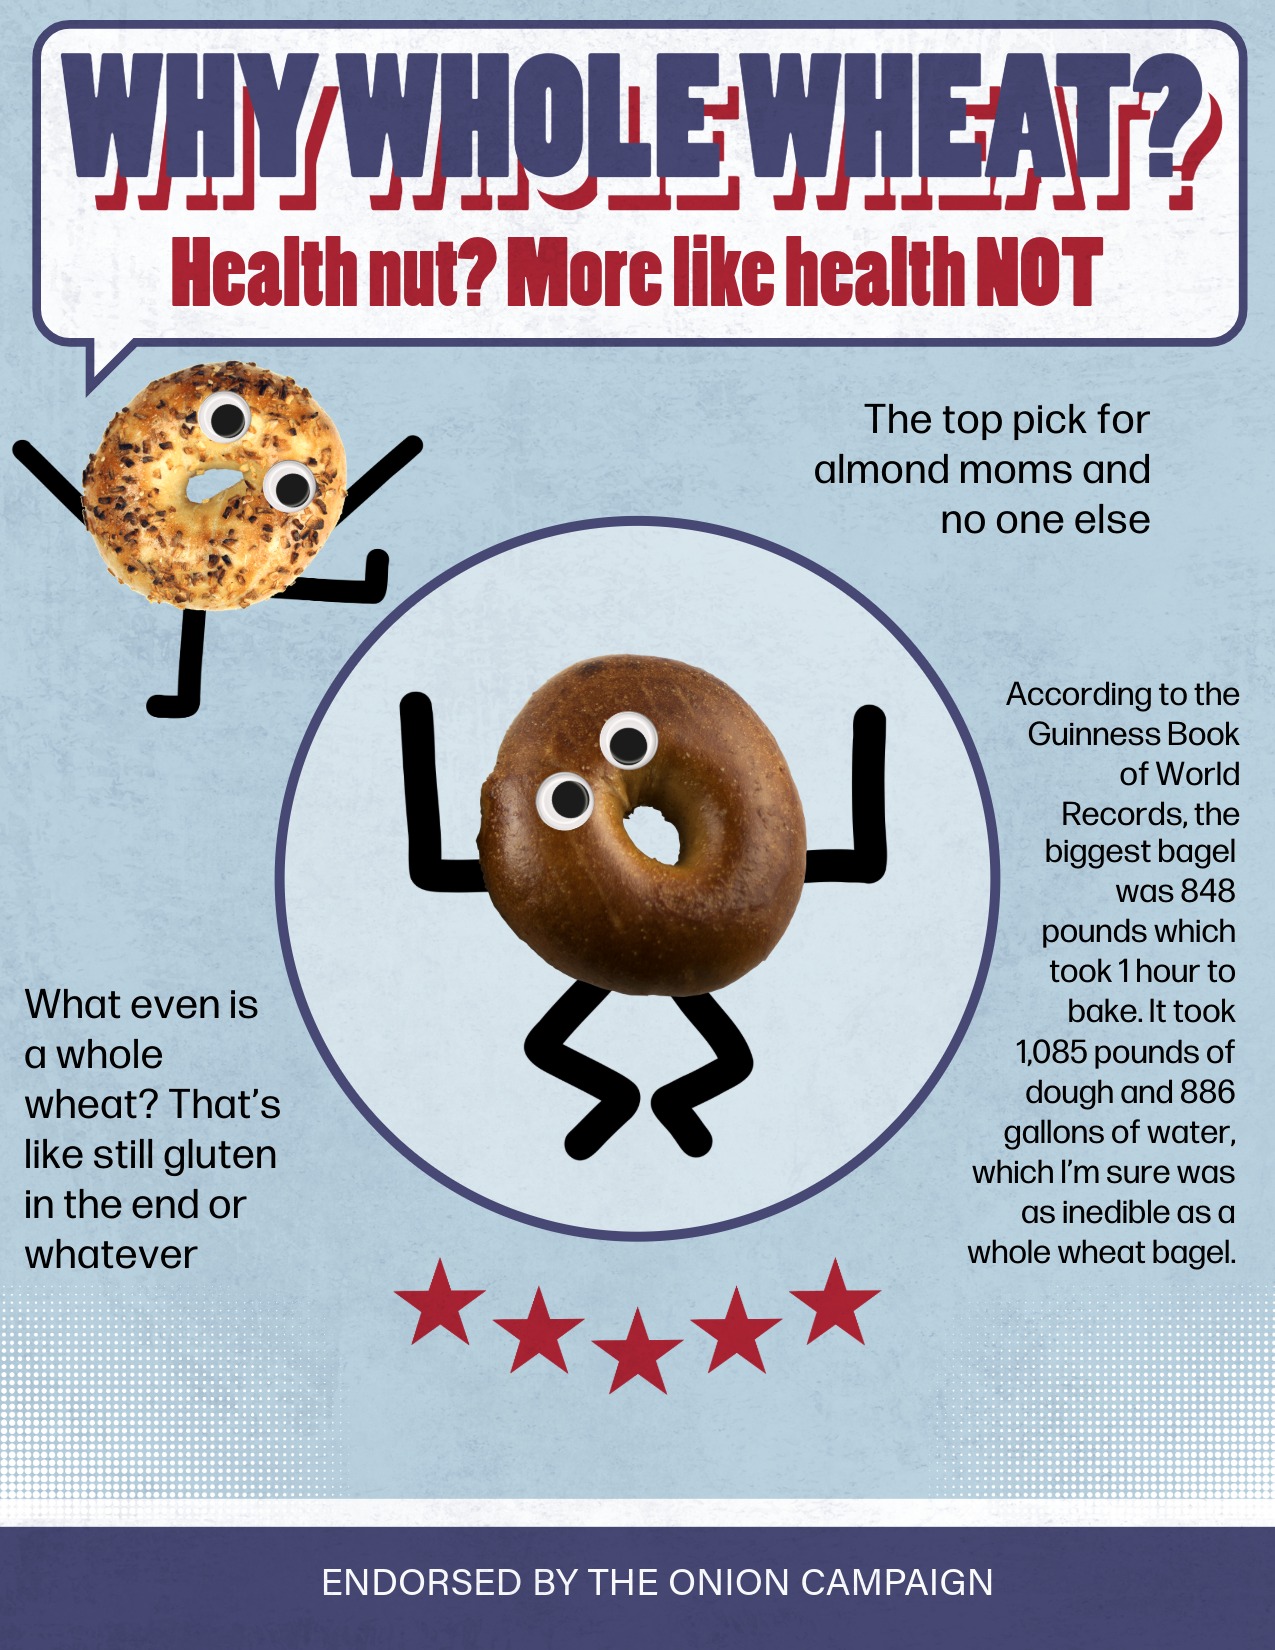 WHY WHOLE WHEAT?
Health nut? More like health NOT
The top pick for
almond moms and
no one else
According to the
Guinness Book
of World
Records, the
biggest bagel
was 848
pounds which
took 1 hour to
bake. It took
1,085 pounds of
dough and 886
gallons of water,
which I'm sure was
as inedible as a
whole wheat bagel.
What even is
a whole
wheat? That's
like still gluten
in the end or
whatever
ENDORSED BY THE ONION CAMPAIGN